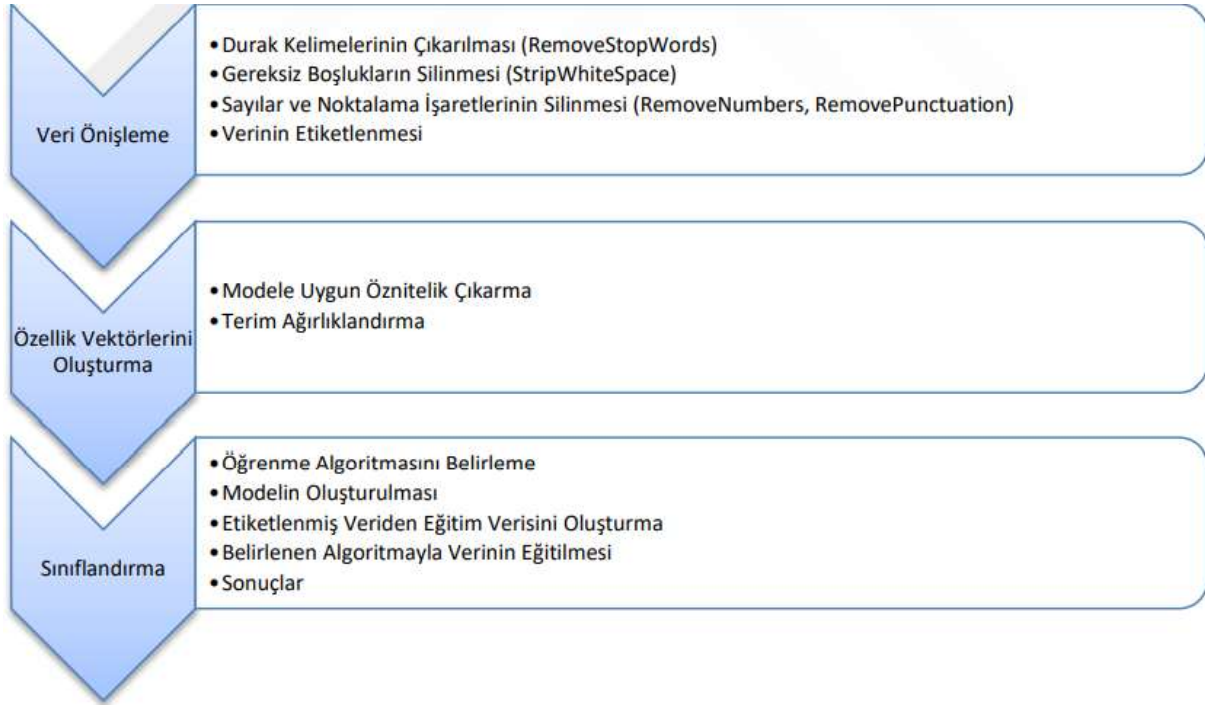 • Durak Kelimelerinin Çıkarılması (RemoveStopWords)
• Gereksiz Boşlukların Silinmesi (StripWhiteSpace)
• Sayılar ve Noktalama İşaretlerinin Silinmesi (RemoveNumbers, RemovePunctuation)
Veri Önişleme
• Verinin Etiketlenmesi
• Modele Uygun Öznitelik Çıkarma
• Terim Ağırlıklandırma
Özellik Vektörlerini
Oluşturma
• Öğrenme Algoritmasını Belirleme
• Modelin Oluşturulması
• Etiketlenmiş Veriden Eğitim Verisini Oluşturma
• Belirlenen Algoritmayla Verinin Eğitilmesi
Sınıflandırma
• Sonuçlar